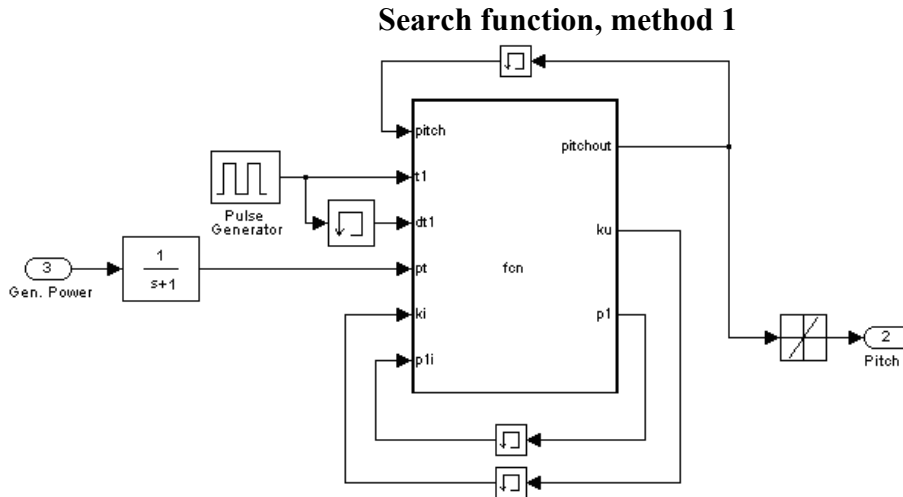 Search function, method 1
pitch
pitchout
t1
Pulse
Generator
dt1
ku
3
1
s+1
pt
fcn
Gen. Power
ki
p1
2
Pitch
p1i